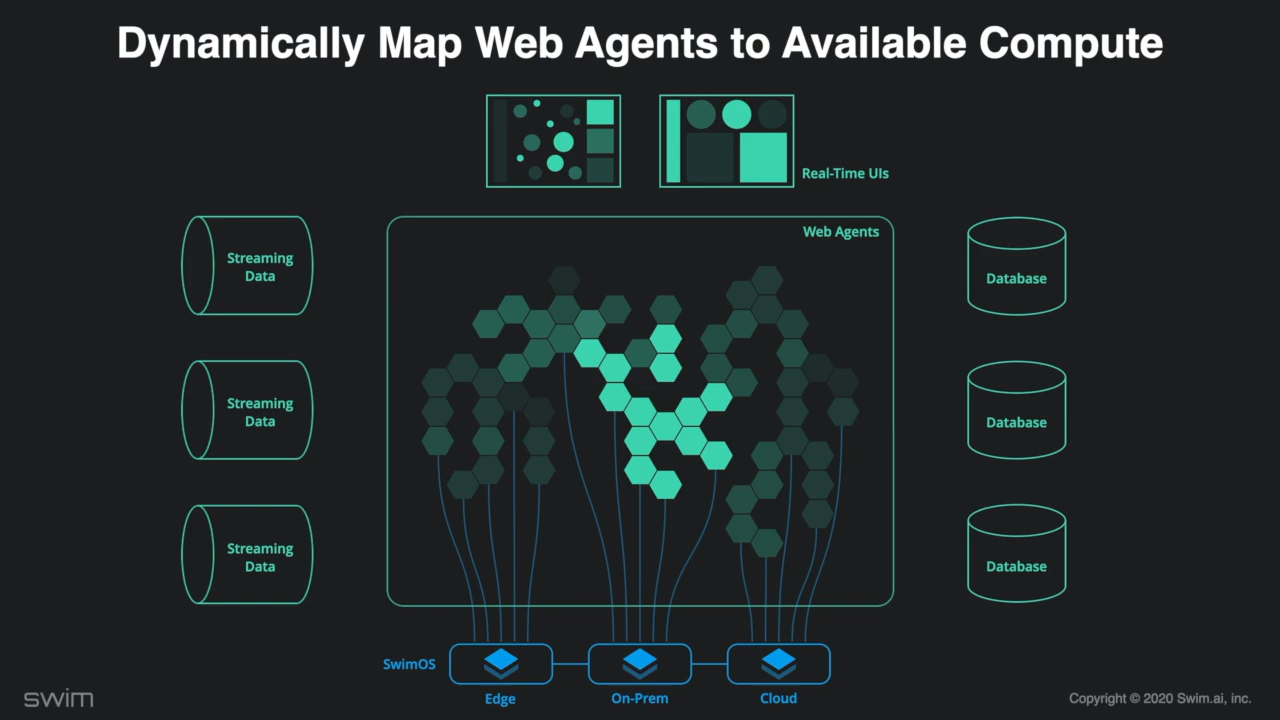 Dynamically Map Web Agents to Available Compute
Real-Time UIs
Web Agents
Streaming
Data
Database
Streaming
Data
Database
Streaming
Data
Database
SwimOS
Edge
On-Prem
Cloud
swim
Copyright © 2020 Swim.ai, inc.